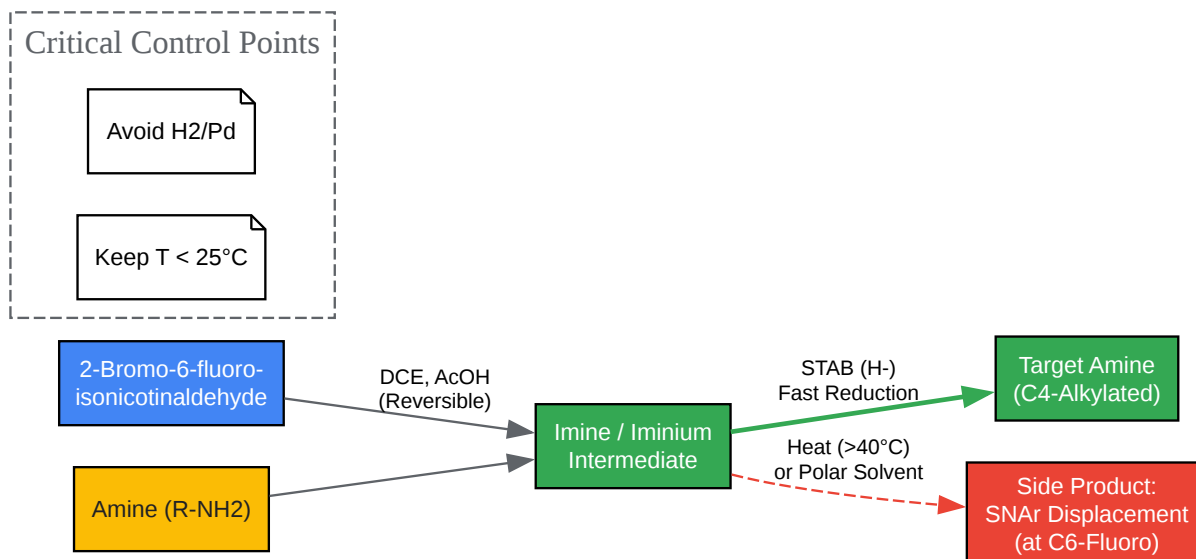 Critical Control Points
Avoid H2/Pd
Keep T < 25°C
2-Bromo-6-fluoro-
isonicotinaldehyde
Amine (R-NH2)
DCE, AcOH
(Reversible)
Imine / Iminium
Intermediate
STAB (H-)
Fast Reduction
Heat (>40°C)
or Polar Solvent
Target Amine
(C4-Alkylated)
Side Product:
SNAr Displacement
(at C6-Fluoro)